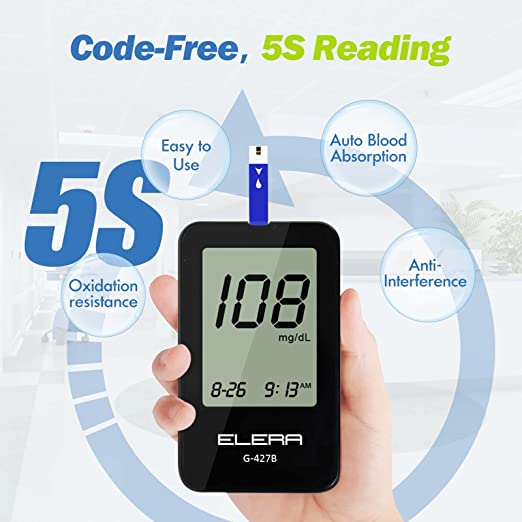 Code-Free, 5S Reading
Easy to
Use
Auto Blood
Absorption
5S
Oxidation
resistance
Anti-
Interference
108
mg/dL
8-26 9:13AM
ELERA
G-427B